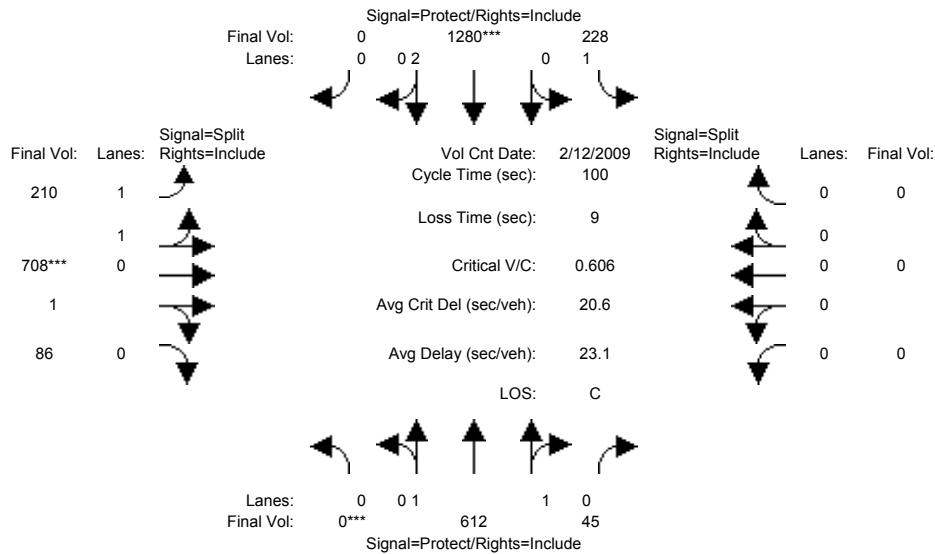 Signal=Protect/Rights=Include
Final Vol: 0 1280*** 228
Lanes: 0 0 2 0 1
Signal=Split
Final Vol: Lanes: Rights=Include
Vol Cnt Date: 2/12/2009
Signal=Split
Rights=Include Lanes: Final Vol:
Cycle Time (sec): 100
210 1 0 0
Loss Time (sec): 9
1 0
708*** 0 Critical V/C: 0.606 0 0
1 Avg Crit Del (sec/veh): 20.6 0
86 0 Avg Delay (sec/veh): 23.1 0 0
LOS: C
Lanes: 0 0 1 1 0
Final Vol: 0*** 612 45
Signal=Protect/Rights=Include